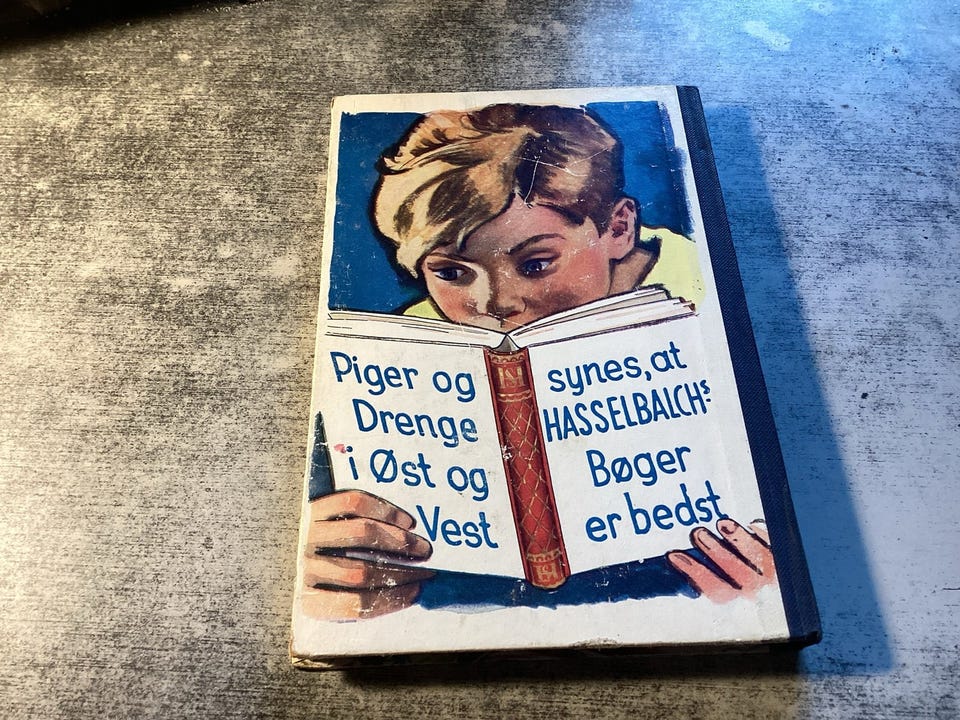 Piger og
Drenge
i Øst og
Vest
synes, at
HASSELBALCHS
Bøger
er bedst